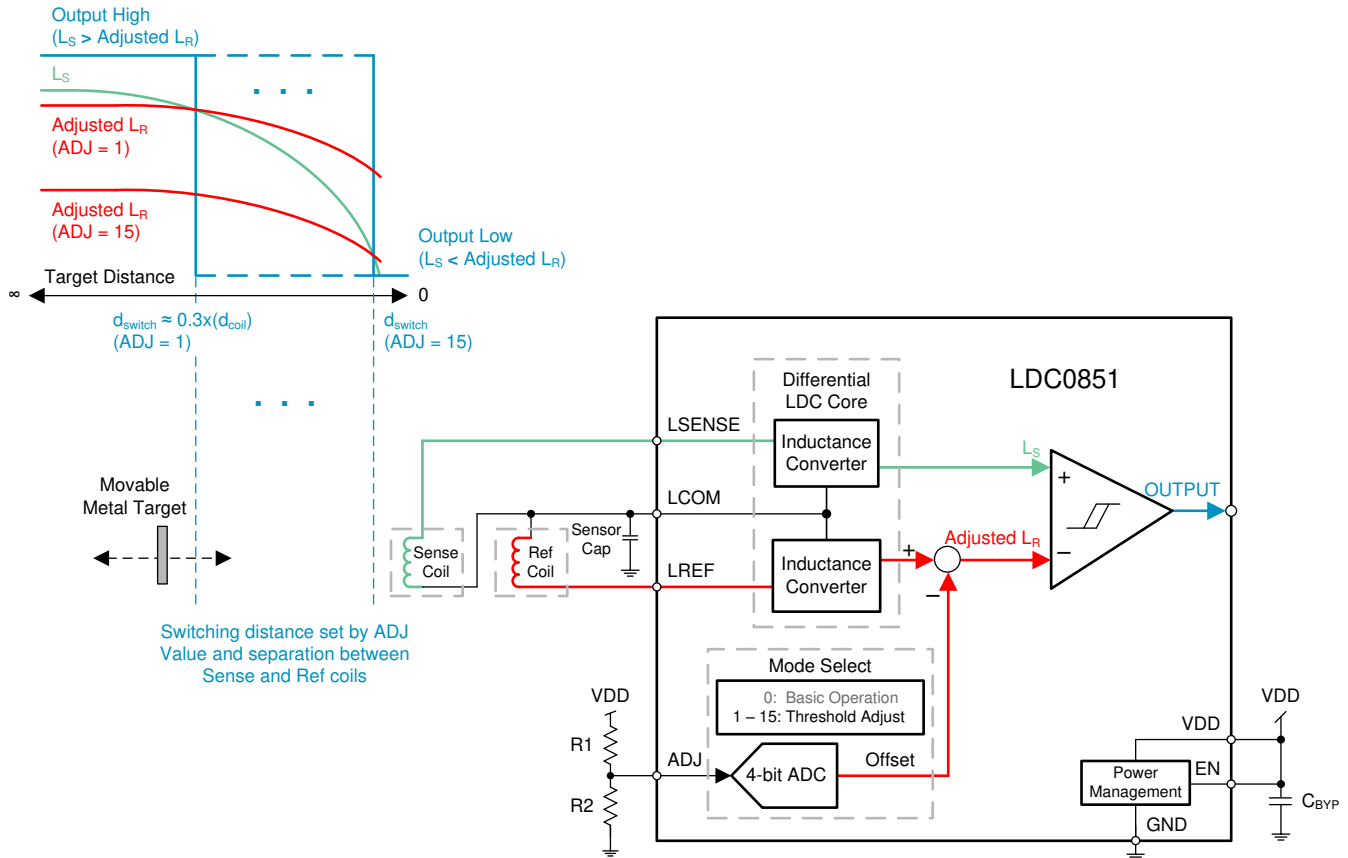 Output High
(LS > Adjusted LR)
LS
Adjusted LR
(ADJ = 1)
Adjusted LR
(ADJ = 15)
Output Low
(LS < Adjusted LR)
Target Distance
∞
0
dswitch ≈ 0.3x(dcoil)
(ADJ = 1)
dswitch
(ADJ = 15)
. . .
. . .
Movable
Metal Target
Switching distance set by ADJ
Value and separation between
Sense and Ref coils
Sense
Coil
Ref
Coil
Sensor
Cap
LSENSE
LCOM
LREF
Differential
LDC Core
Inductance
Converter
Inductance
Converter
LDC0851
LS
+
−
OUTPUT
Adjusted LR
+
−
Mode Select
0: Basic Operation
1 – 15: Threshold Adjust
VDD
R1
R2
ADJ
4-bit ADC
Offset
VDD
VDD
EN
Power
Management
GND
CBYP